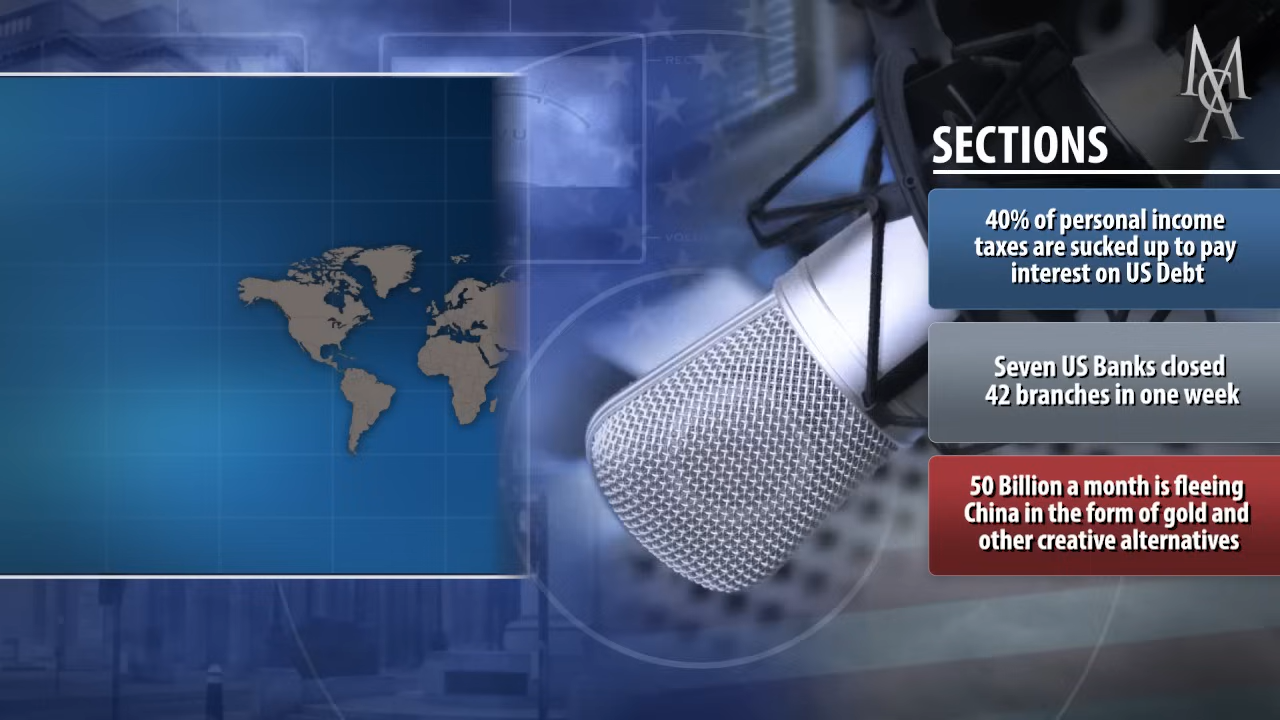 MCA
SECTIONS
40% of personal income
taxes are sucked up to pay
interest on US Debt
Seven US Banks closed
42 branches in one week
50 Billion a month is fleeing
China in the form of gold and
other creative alternatives